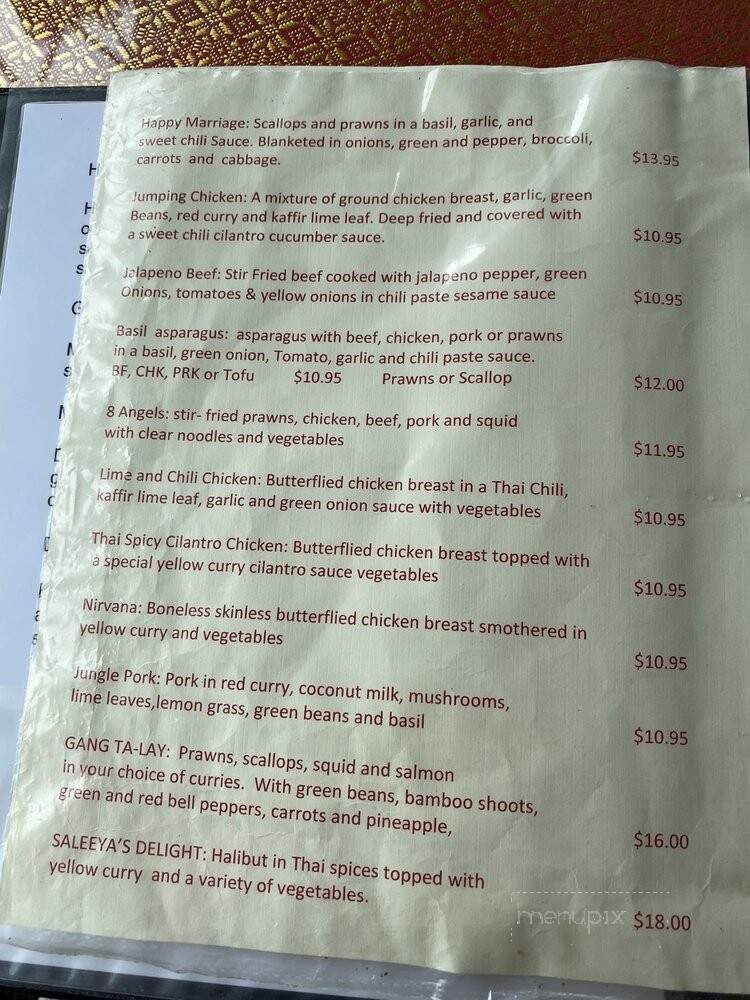 Happy Marriage: Scallops and prawns in a basil, garlic, and
sweet chili Sauce. Blanketed in onions, green and pepper, broccoli,
carrots and cabbage. $13.95
Jumping Chicken: A mixture of ground chicken breast, garlic, green
Beans, red curry and kaffir lime leaf. Deep fried and covered with
a sweet chili cilantro cucumber sauce. $10.95
Jalapeno Beef: Stir Fried beef cooked with jalapeno pepper, green
Onions, tomatoes & yellow onions in chili paste sesame sauce $10.95
Basil asparagus: asparagus with beef, chicken, pork or prawns
in a basil, green onion, Tomato, garlic and chili paste sauce.
BF, CHK, PRK or Tofu $10.95 Prawns or Scallop $12.00
8 Angels: stir- fried prawns, chicken, beef, pork and squid
with clear noodles and vegetables $11.95
Lime and Chili Chicken: Butterflied chicken breast in a Thai Chili,
kaffir lime leaf, garlic and green onion sauce with vegetables $10.95
Thai Spicy Cilantro Chicken: Butterflied chicken breast topped with
a special yellow curry cilantro sauce vegetables $10.95
Nirvana: Boneless skinless butterflied chicken breast smothered in
yellow curry and vegetables $10.95
Jungle Pork: Pork in red curry, coconut milk, mushrooms,
lime leaves,lemon grass, green beans and basil $10.95
GANG TA-LAY: Prawns, scallops, squid and salmon
in your choice of curries. With green beans, bamboo shoots,
green and red bell peppers, carrots and pineapple, $16.00
SALEEYA'S DELIGHT: Halibut in Thai spices topped with
yellow curry and a variety of vegetables. $18.00
menupix